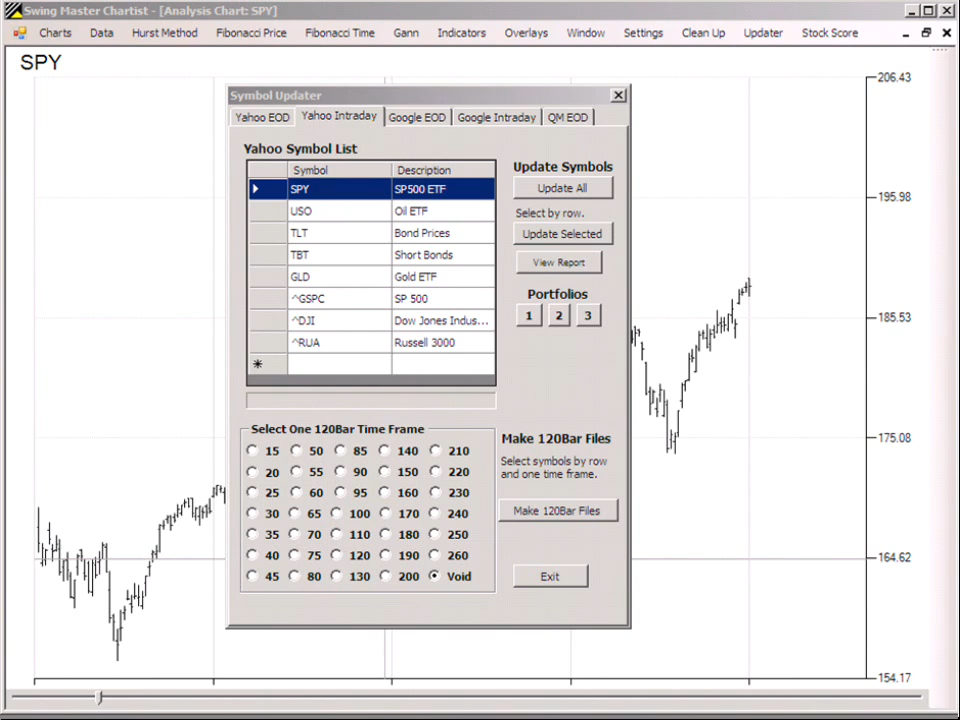 Swing Master Chartist - [Analysis Chart: SPY]
Charts Data Hurst Method Fibonacci Price Fibonacci Time Gann Indicators Overlays Window Settings Clean Up Updater Stock Score
SPY
206.43
195.98
185.53
175.08
164.62
154.17
Symbol Updater
Yahoo EOD Yahoo Intraday Google EOD Google Intraday QM EOD
Yahoo Symbol List
Symbol Description
SPY SP500 ETF
USO Oil ETF
TLT Bond Prices
TBT Short Bonds
GLD Gold ETF
^GSPC SP 500
^DJI Dow Jones Indus...
^RUA Russell 3000
Update Symbols
Update All
Select by row.
Update Selected
View Report
Portfolios
1 2 3
Select One 120Bar Time Frame
15 50 85 140 210
20 55 90 150 220
25 60 95 160 230
30 65 100 170 240
35 70 110 180 250
40 75 120 190 260
45 80 130 200 Void
Make 120Bar Files
Select symbols by row
and one time frame.
Make 120Bar Files
Exit